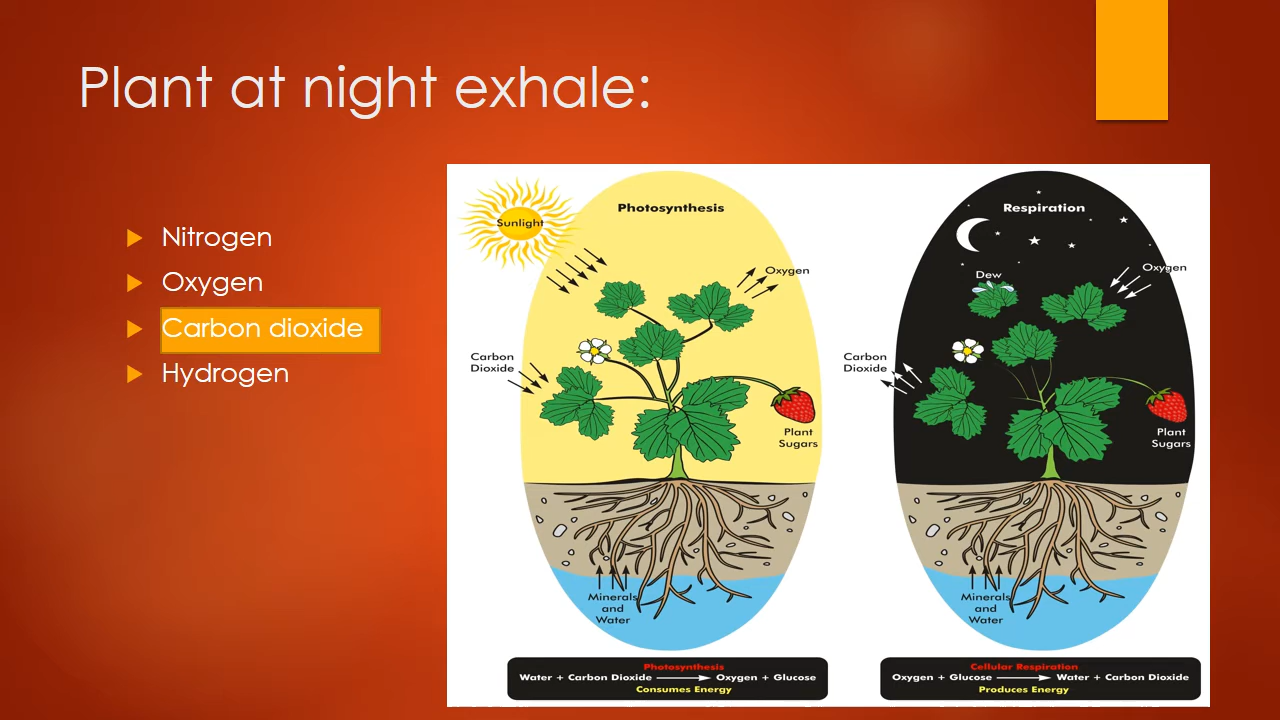 Plant at night exhale:
Nitrogen
Oxygen
Carbon dioxide
Hydrogen
Photosynthesis
Sunlight
Oxygen
Carbon
Dioxide
Plant
Sugars
Minerals
and
Water
Photosynthesis
Water + Carbon Dioxide → Oxygen + Glucose
Consumes Energy
Respiration
Dew
Oxygen
Carbon
Dioxide
Plant
Sugars
Minerals
and
Water
Cellular Respiration
Oxygen + Glucose → Water + Carbon Dioxide
Produces Energy